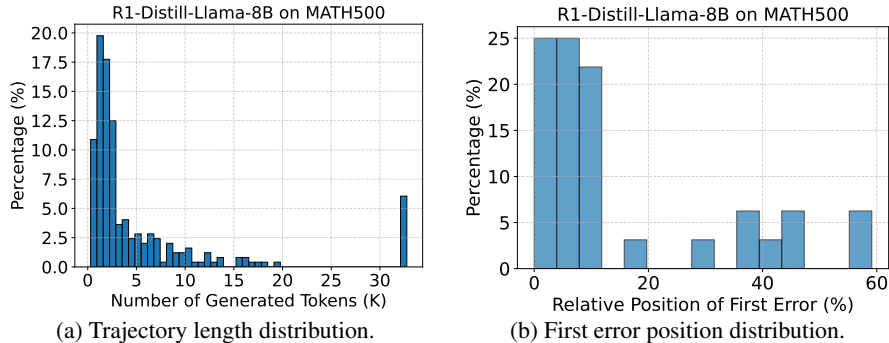 R1-Distill-Llama-8B on MATH500
Percentage (%)
20.0
17.5
15.0
12.5
10.0
7.5
5.0
2.5
0.0
0 5 10 15 20 25 30
Number of Generated Tokens (K)
(a) Trajectory length distribution.
R1-Distill-Llama-8B on MATH500
Percentage (%)
25
20
15
10
5
0
0 20 40 60
Relative Position of First Error (%)
(b) First error position distribution.